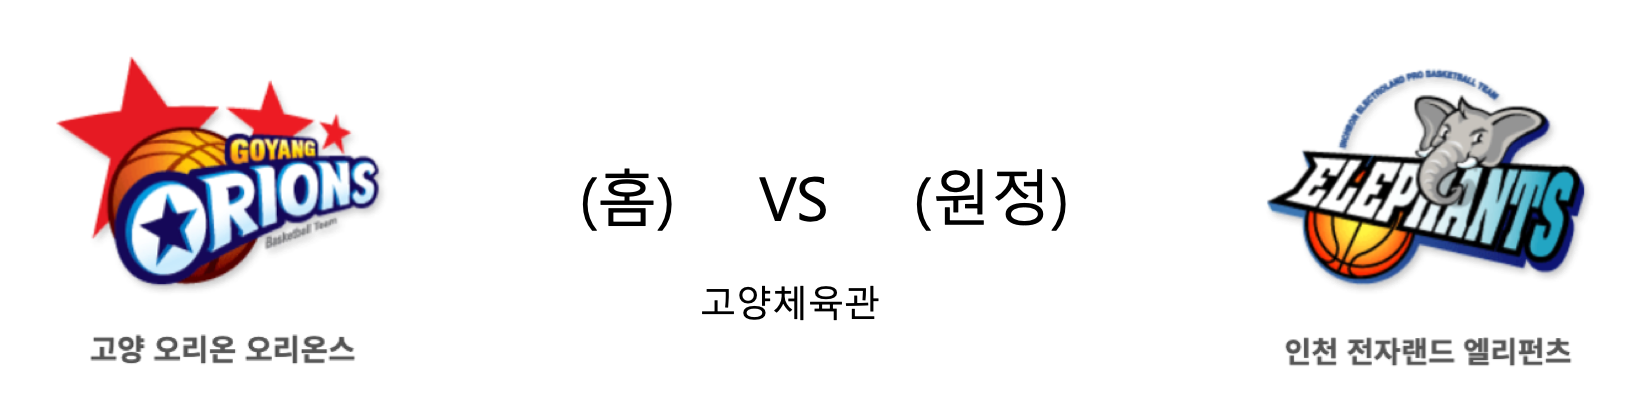 GOYANG
ORIONS
Basketball Team
고양 오리온 오리온스
(홈) VS (원정)
고양체육관
INCHEON ELECTROLAND PRO BASKETBALL TEAM
ELEPHANTS
인천 전자랜드 엘리펀츠